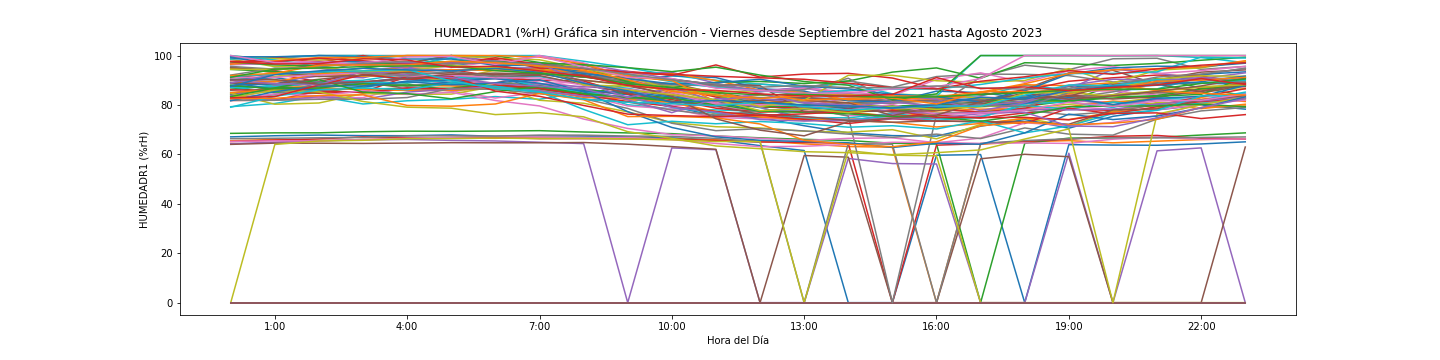 HUMEDADR1 (%rH) Gráfica sin intervención - Viernes desde Septiembre del 2021 hasta Agosto 2023
HUMEDADR1 (%rH)
100
80
60
40
20
0
1:00 4:00 7:00 10:00 13:00 16:00 19:00 22:00
Hora del Día